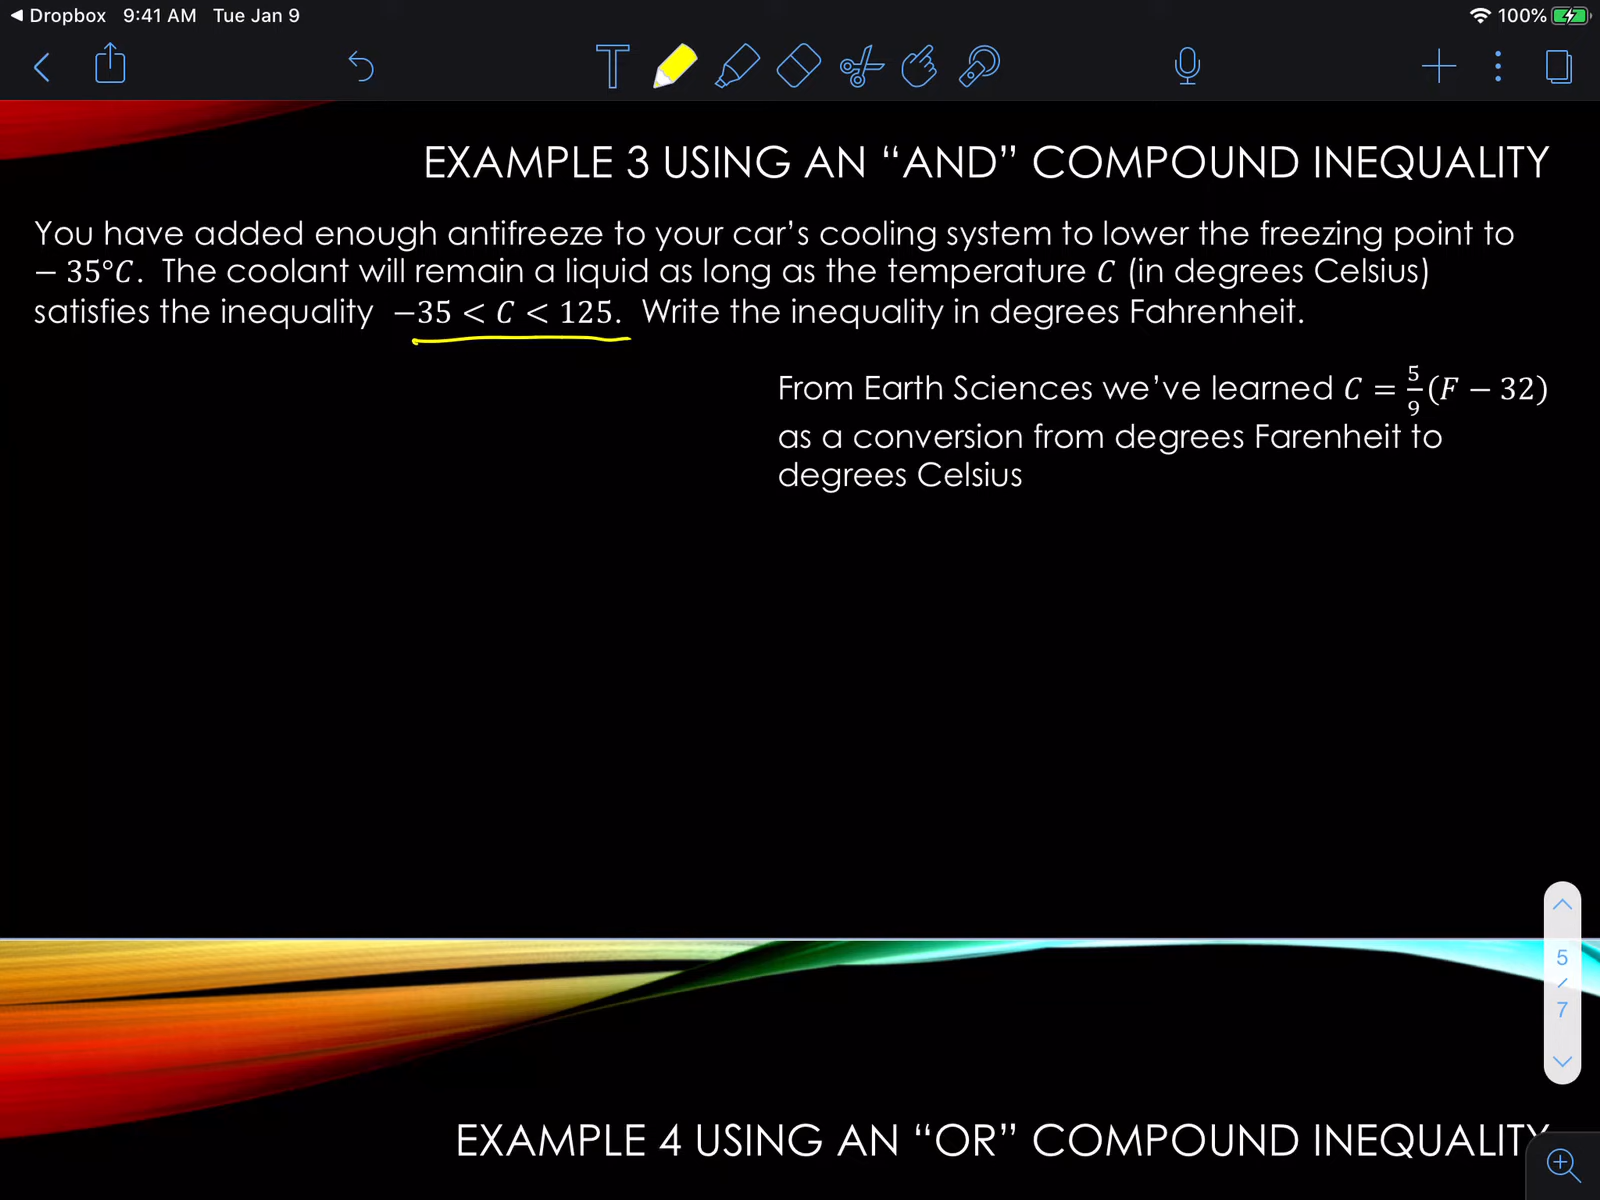 Dropbox 9:41 AM Tue Jan 9 100%
EXAMPLE 3 USING AN “AND” COMPOUND INEQUALITY
You have added enough antifreeze to your car’s cooling system to lower the freezing point to
− 35°C. The coolant will remain a liquid as long as the temperature C (in degrees Celsius)
satisfies the inequality −35 < C < 125. Write the inequality in degrees Fahrenheit.
From Earth Sciences we’ve learned C = 5/9 (F − 32)
as a conversion from degrees Farenheit to
degrees Celsius
5
/
7
EXAMPLE 4 USING AN “OR” COMPOUND INEQUALITY